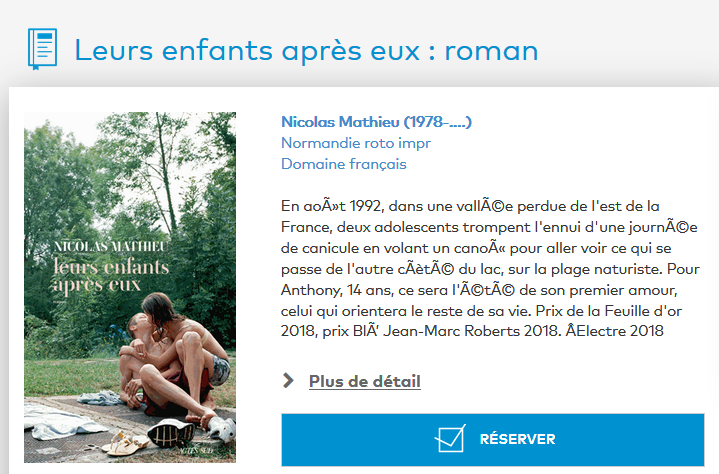 Leurs enfants après eux : roman
NICOLAS MATHIEU
leurs enfants
après eux
ACTES SUD
Nicolas Mathieu (1978-....)
Normandie roto impr
Domaine français
En aoÃ»t 1992, dans une vallÃ©e perdue de l'est de la
France, deux adolescents trompent l'ennui d'une journÃ©e
de canicule en volant un canoÃ« pour aller voir ce qui se
passe de l'autre cÃètÃ© du lac, sur la plage naturiste. Pour
Anthony, 14 ans, ce sera l'Ã©tÃ© de son premier amour,
celui qui orientera le reste de sa vie. Prix de la Feuille d'or
2018, prix BlÃ' Jean-Marc Roberts 2018. ÂElectre 2018
Plus de détail
RÉSERVER